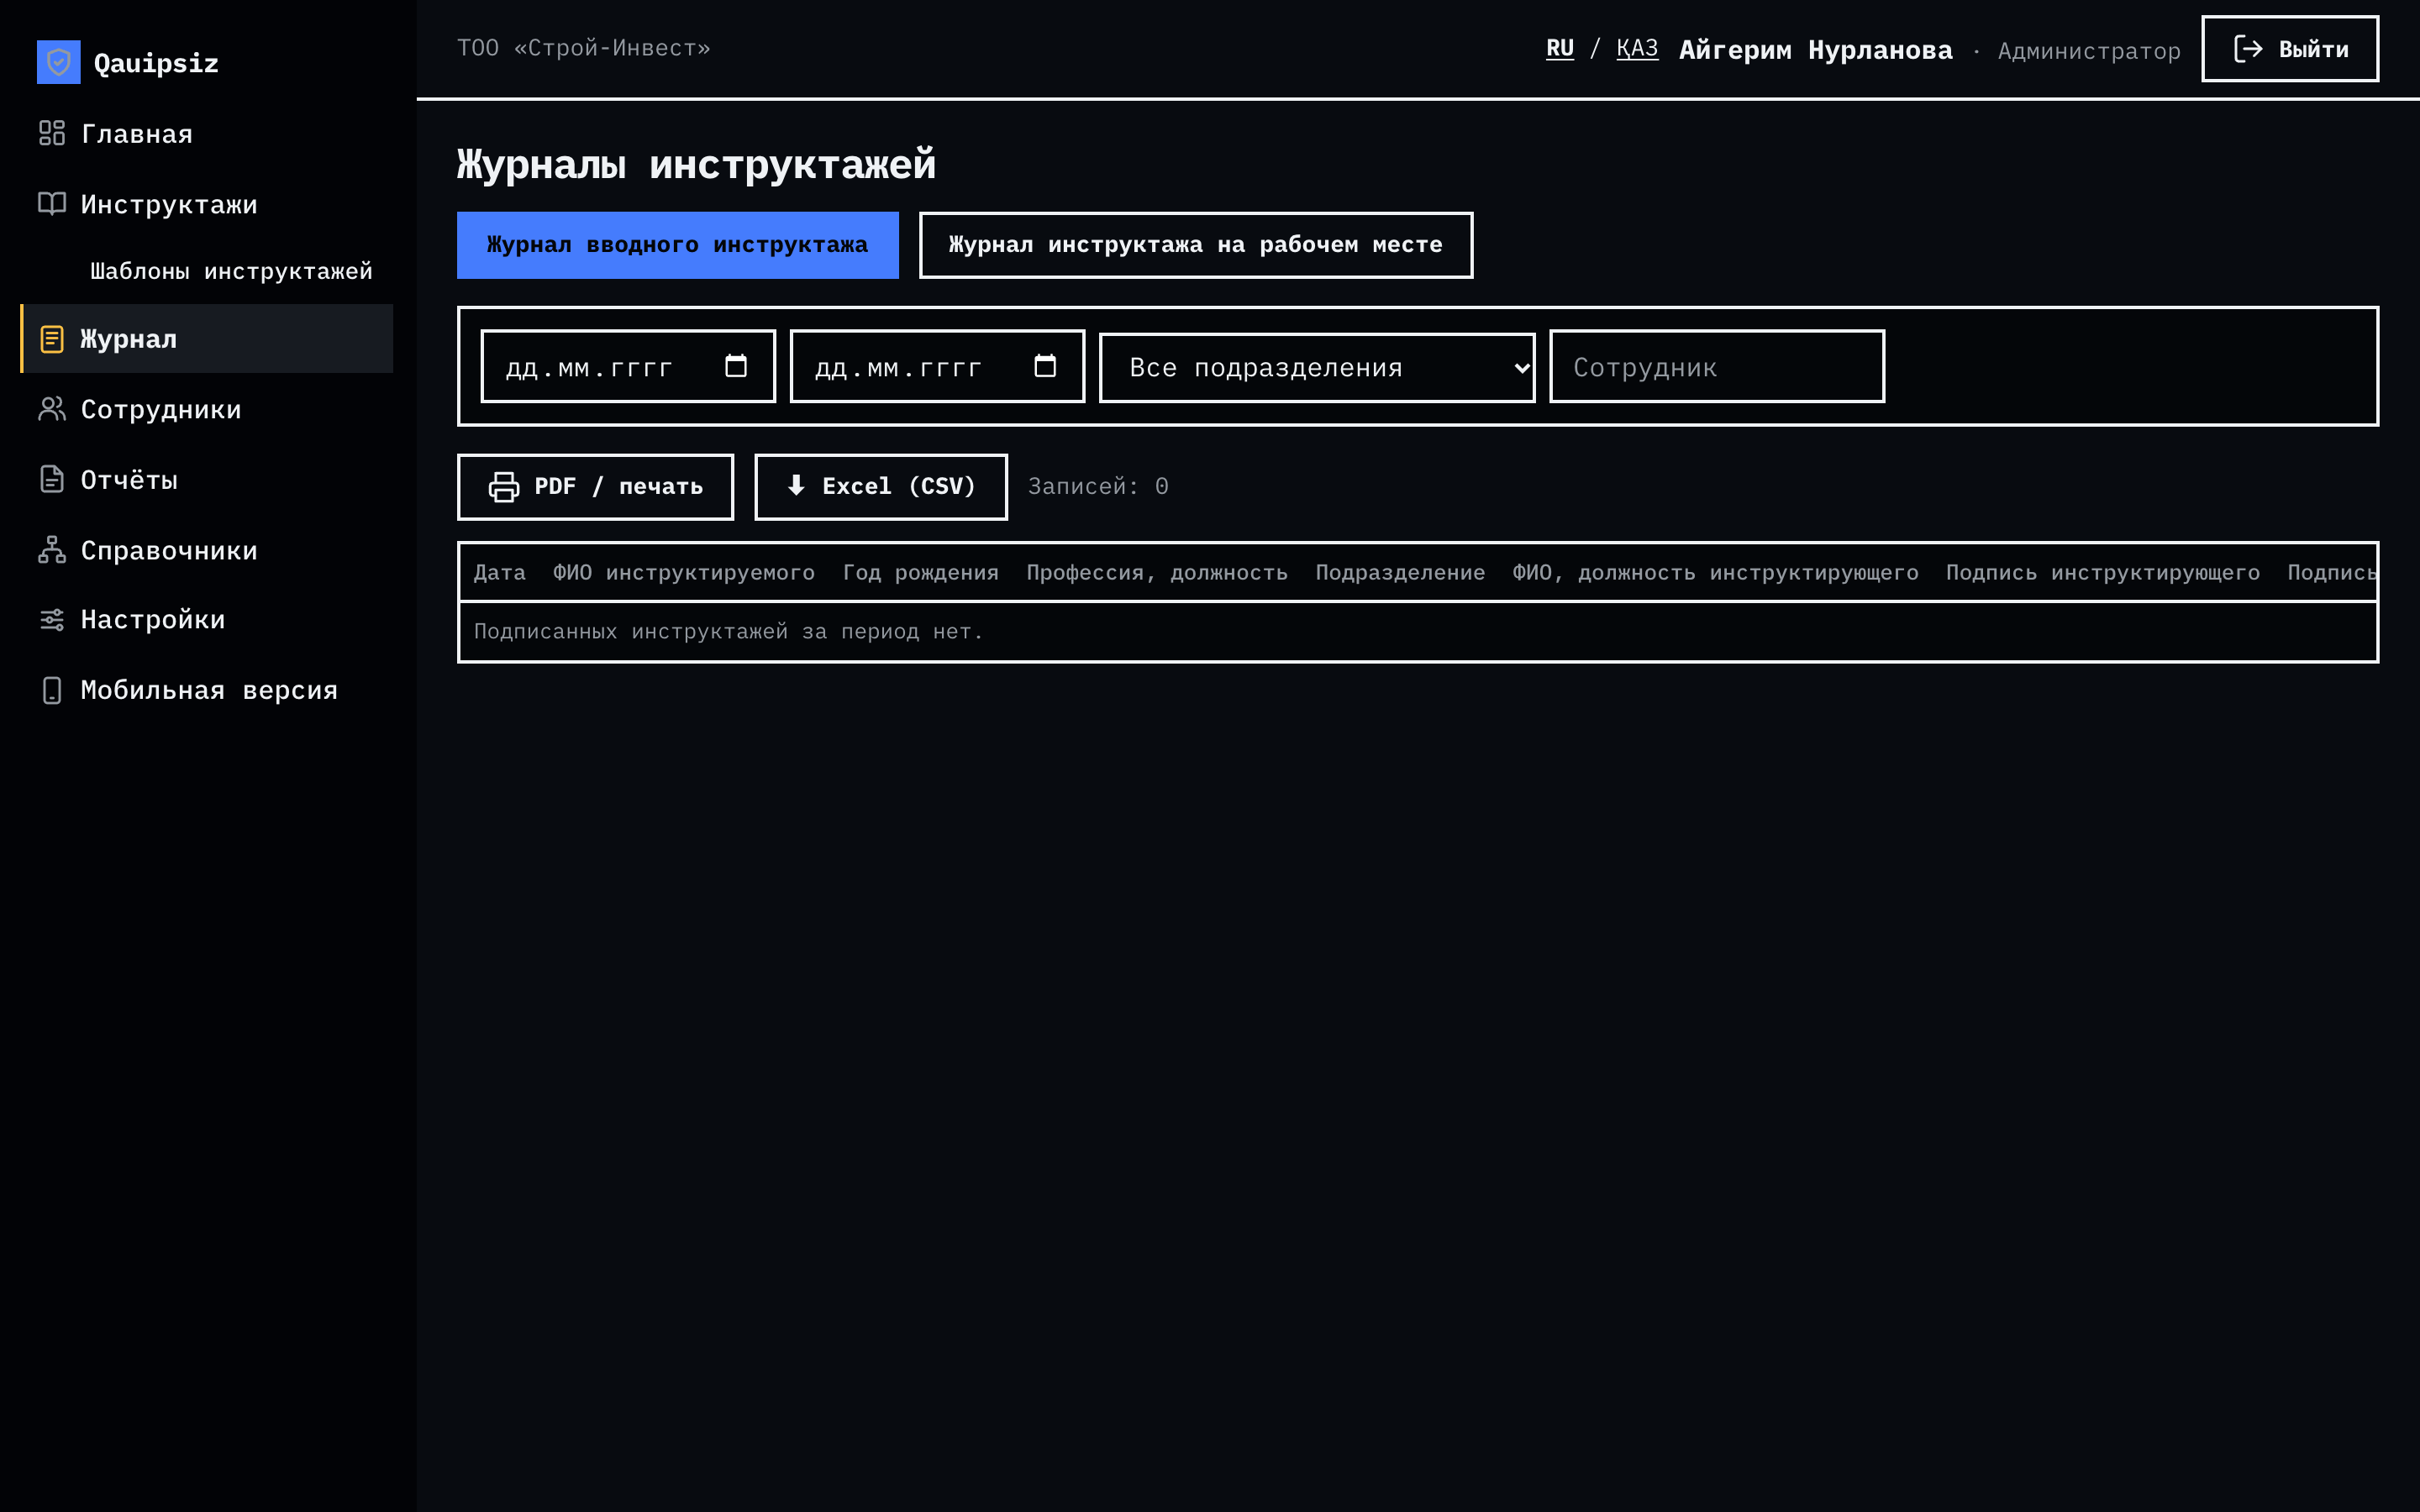 Qauipsiz
Главная
Инструктажи
Шаблоны инструктажей
Журнал
Сотрудники
Отчёты
Справочники
Настройки
Мобильная версия
ТОО «Строй-Инвест»
RU / ҚАЗ Айгерим Нурланова · Администратор Выйти
Журналы инструктажей
Журнал вводного инструктажа Журнал инструктажа на рабочем месте
дд.мм.гггг дд.мм.гггг Все подразделения Сотрудник
PDF / печать Excel (CSV) Записей: 0
Дата ФИО инструктируемого Год рождения Профессия, должность Подразделение ФИО, должность инструктирующего Подпись инструктирующего Подпись
Подписанных инструктажей за период нет.